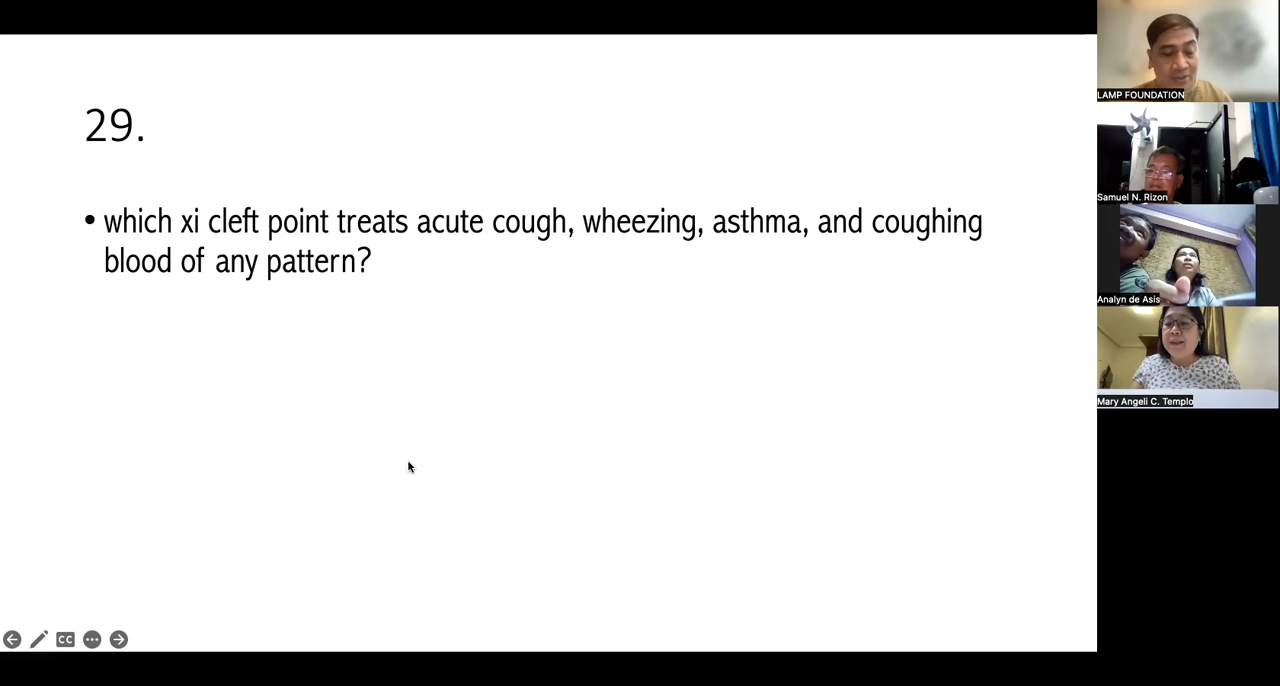 29.
• which xi cleft point treats acute cough, wheezing, asthma, and coughing
blood of any pattern?
CC
LAMP FOUNDATION
Samuel N. Rizon
Analyn de Asis
Mary Angeli C. Templo